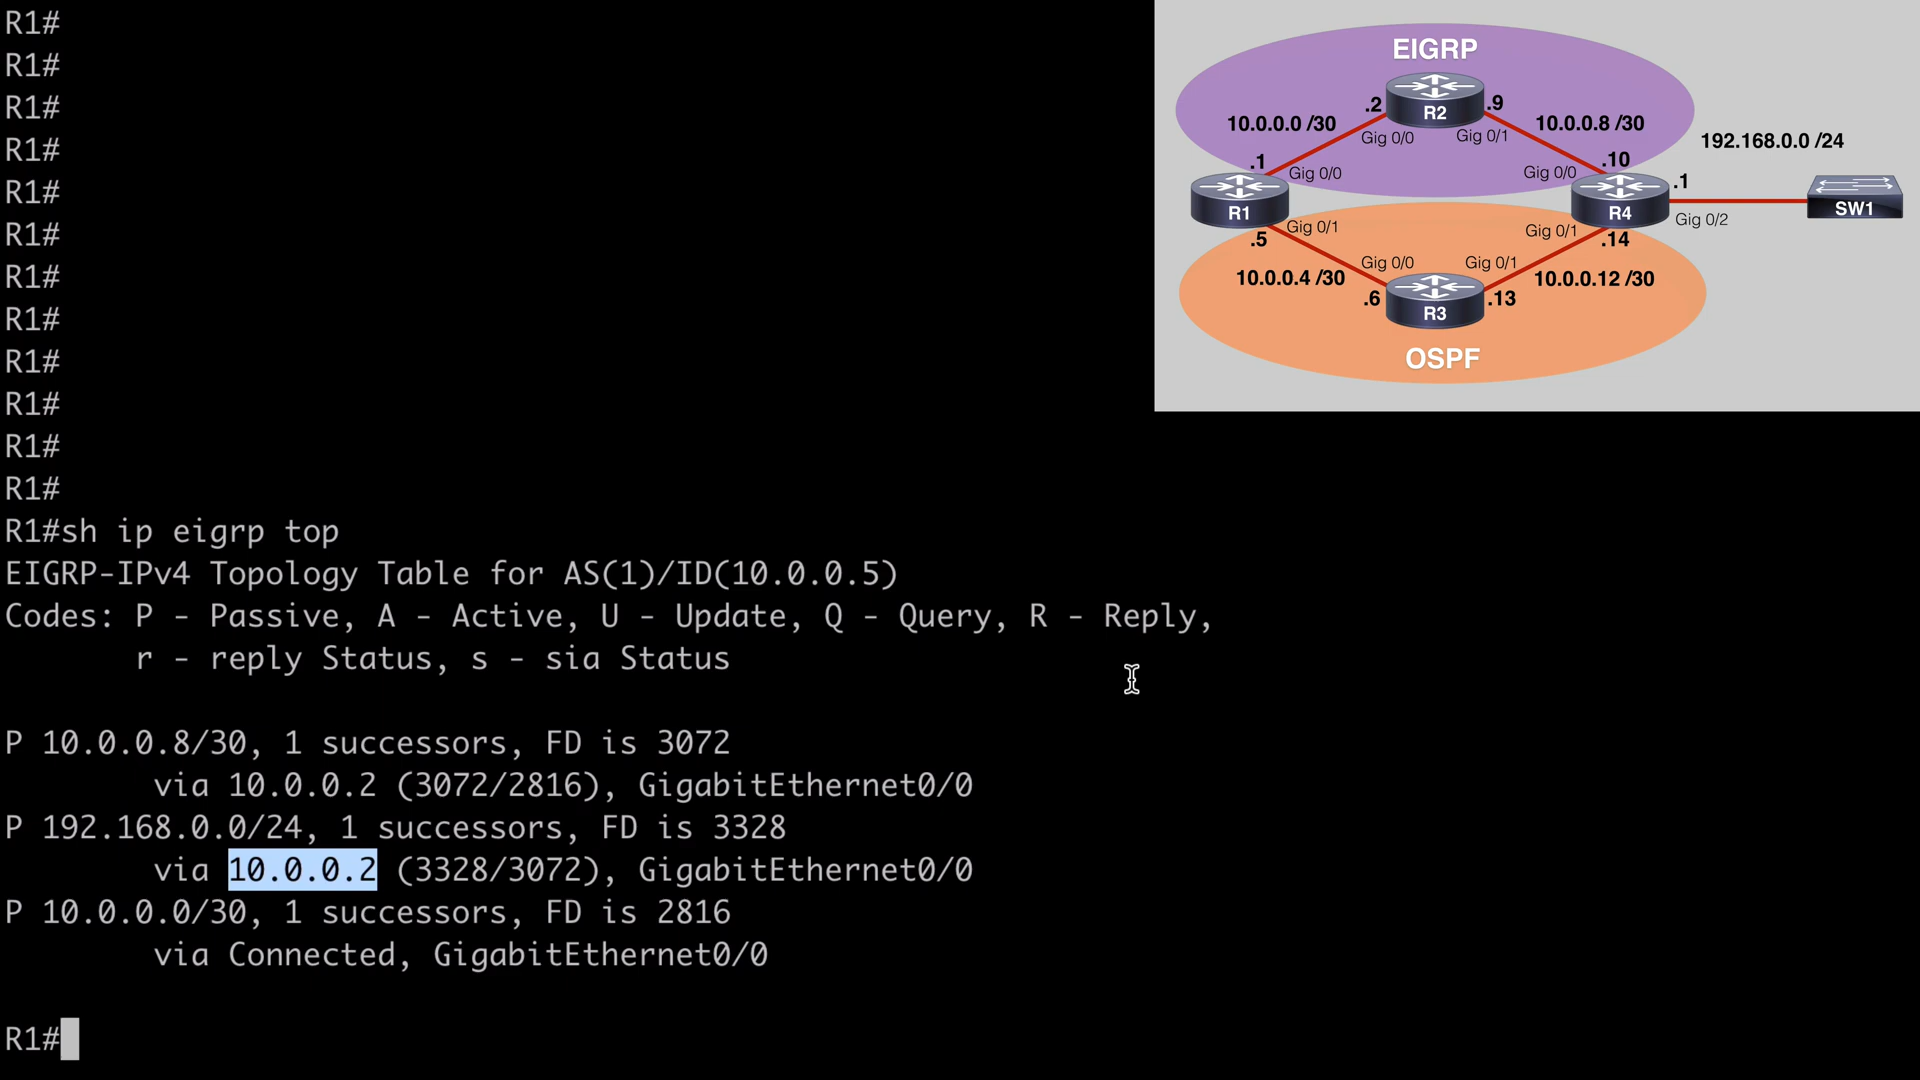 R1#
R1#
R1#
R1#
R1#
R1#
R1#
R1#
R1#
R1#
R1#
R1#
R1#sh ip eigrp top
EIGRP-IPv4 Topology Table for AS(1)/ID(10.0.0.5)
Codes: P - Passive, A - Active, U - Update, Q - Query, R - Reply,
       r - reply Status, s - sia Status
P 10.0.0.8/30, 1 successors, FD is 3072
        via 10.0.0.2 (3072/2816), GigabitEthernet0/0
P 192.168.0.0/24, 1 successors, FD is 3328
        via 10.0.0.2 (3328/3072), GigabitEthernet0/0
P 10.0.0.0/30, 1 successors, FD is 2816
        via Connected, GigabitEthernet0/0
R1#
EIGRP
.2
R2
.9
10.0.0.0 /30
Gig 0/0
Gig 0/1
10.0.0.8 /30
192.168.0.0 /24
.1
Gig 0/0
Gig 0/0
.10
R1
R4
.1
Gig 0/2
SW1
.5
Gig 0/1
Gig 0/1
.14
10.0.0.4 /30
Gig 0/0
Gig 0/1
10.0.0.12 /30
.6
R3
.13
OSPF